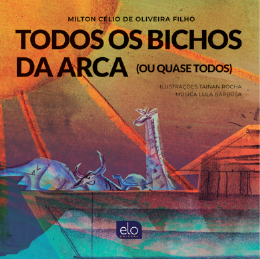 MILTON CÉLIO DE OLIVEIRA FILHO
TODOS OS BICHOS
DA ARCA (OU QUASE TODOS)
ILUSTRAÇÕES TAINAN ROCHA
MÚSICA LULA BARBOSA
elo